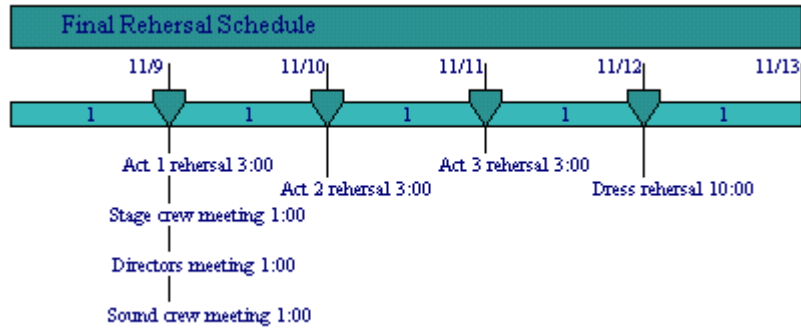 Final Rehersal Schedule
11/9 11/10 11/11 11/12 11/13
1 1 1 1 1
Act 1 rehersal 3:00
Act 2 rehersal 3:00
Act 3 rehersal 3:00
Dress rehersal 10:00
Stage crew meeting 1:00
Directors meeting 1:00
Sound crew meeting 1:00